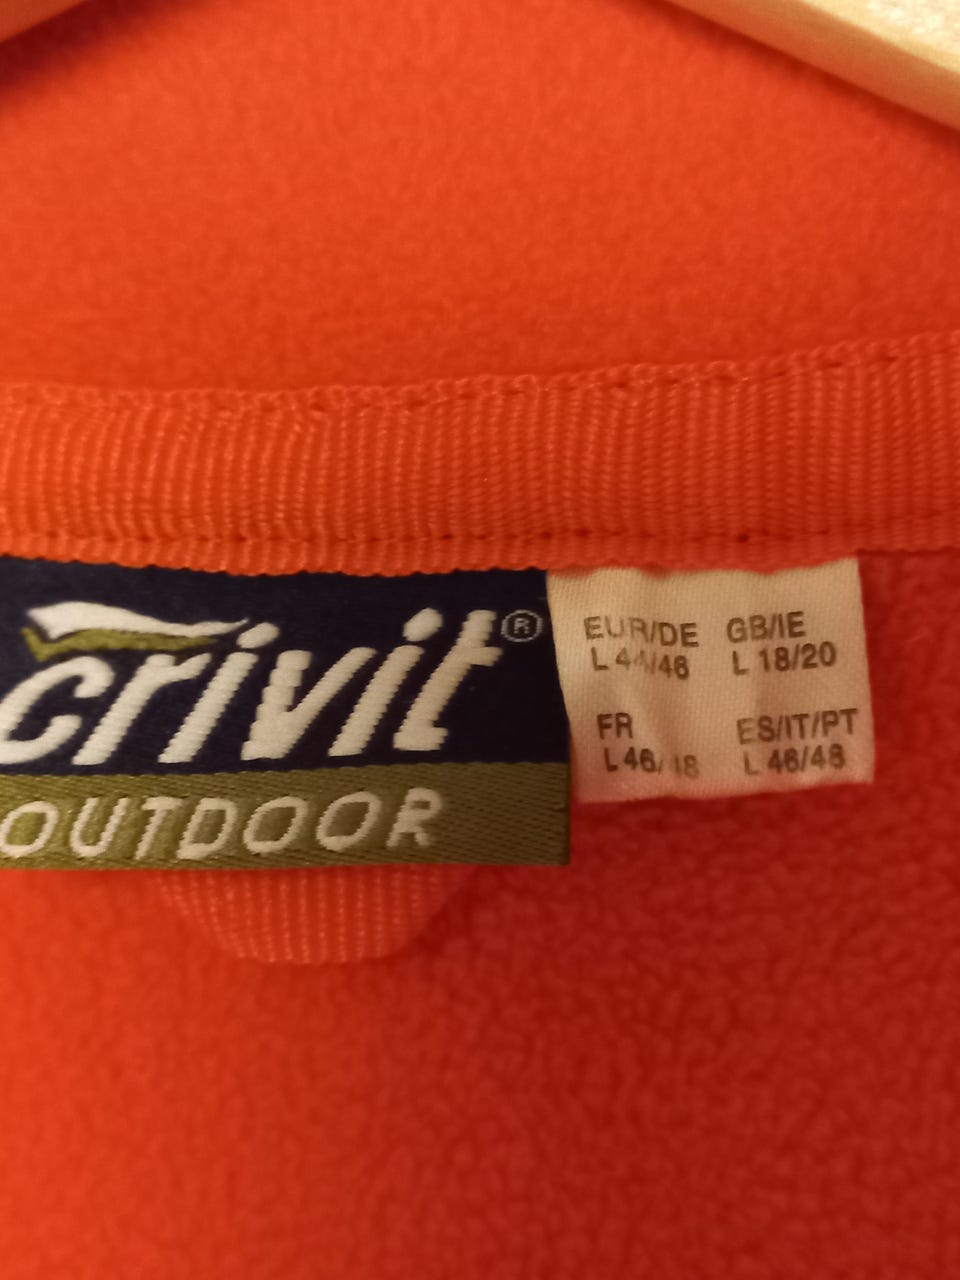 crivit®
OUTDOOR
EUR/DE GB/IE
L 44/46 L 18/20
FR ES/IT/PT
L 46/48 L 46/48